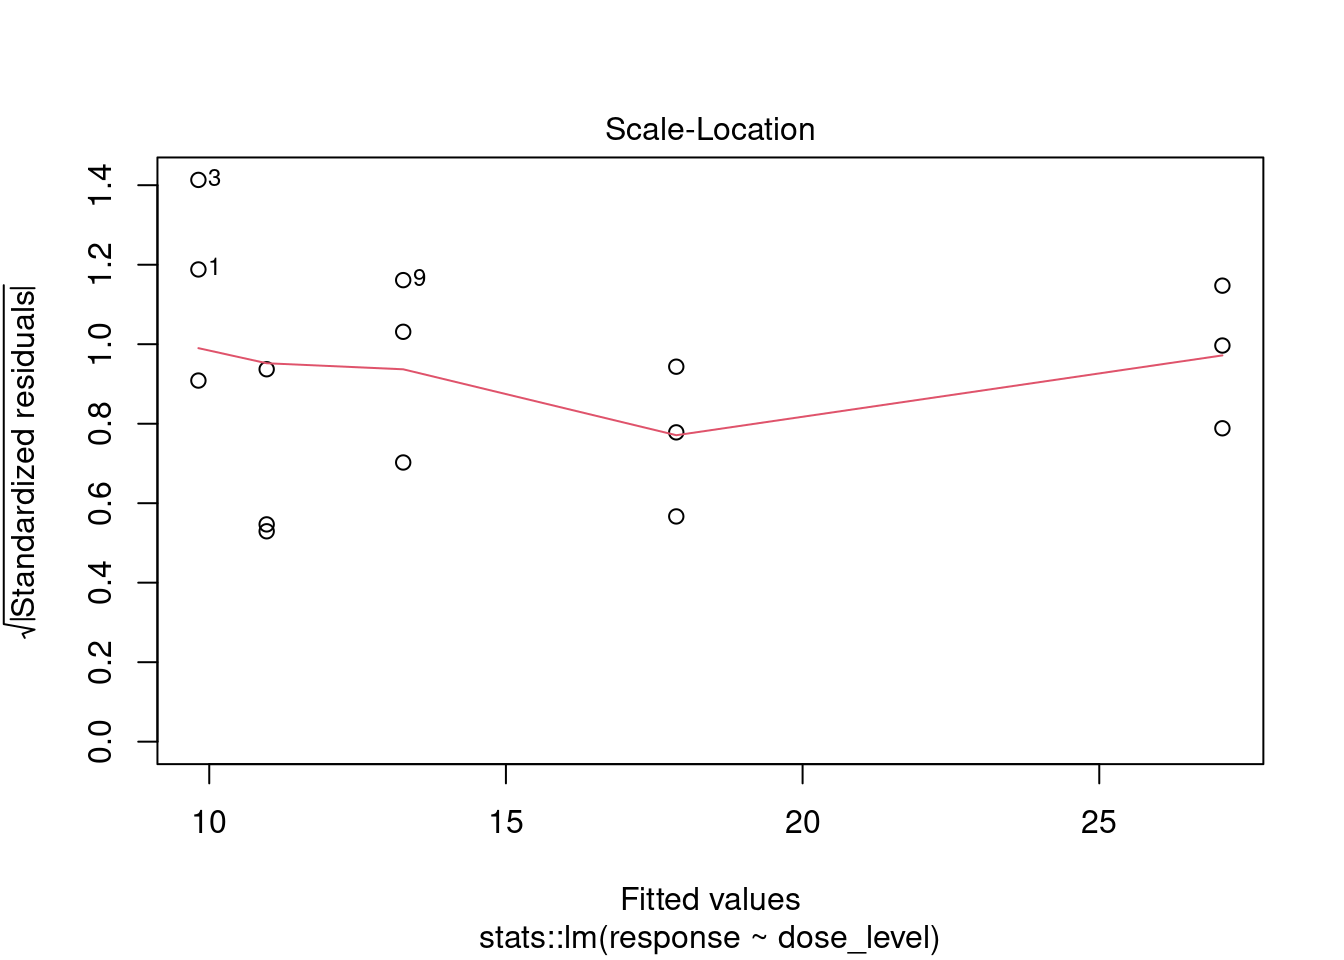 Scale-Location
√|Standardized residuals|
1.4
1.2
1.0
0.8
0.6
0.4
0.2
0.0
3
1
9
10 15 20 25
Fitted values
stats::lm(response ~ dose_level)